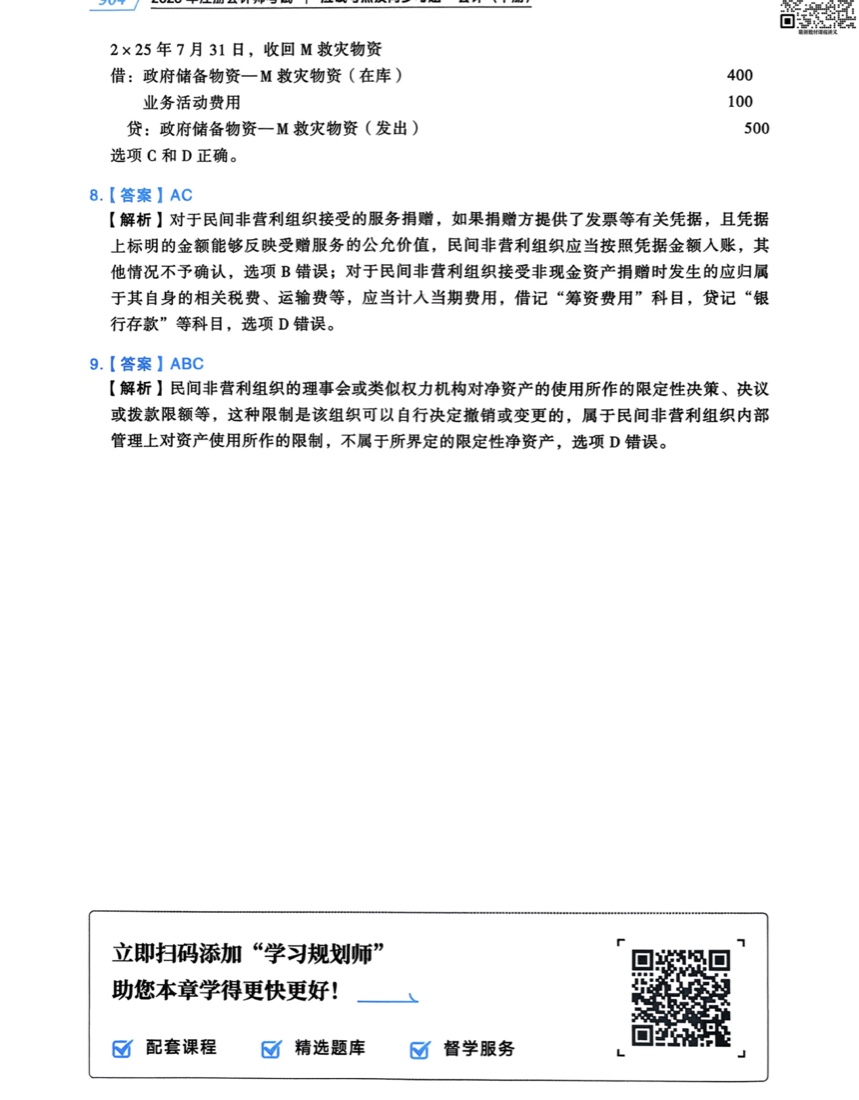 2×25 年 7 月 31 日，收回 M 救灾物资
借：政府储备物资—M 救灾物资（在库） 400
业务活动费用 100
贷：政府储备物资—M 救灾物资（发出） 500
选项 C 和 D 正确。
8.【答案】AC
【解析】对于民间非营利组织接受的服务捐赠，如果捐赠方提供了发票等有关凭据，且凭据
上标明的金额能够反映受赠服务的公允价值，民间非营利组织应当按照凭据金额入账，其
他情况不予确认，选项 B 错误；对于民间非营利组织接受非现金资产捐赠时发生的应归属
于其自身的相关税费、运输费等，应当计入当期费用，借记“筹资费用”科目，贷记“银
行存款”等科目，选项 D 错误。
9.【答案】ABC
【解析】民间非营利组织的理事会或类似权力机构对净资产的使用所作的限定性决策、决议
或拨款限额等，这种限制是该组织可以自行决定撤销或变更的，属于民间非营利组织内部
管理上对资产使用所作的限制，不属于所界定的限定性净资产，选项 D 错误。
立即扫码添加“学习规划师”
助您本章学得更快更好！
配套课程 精选题库 督学服务